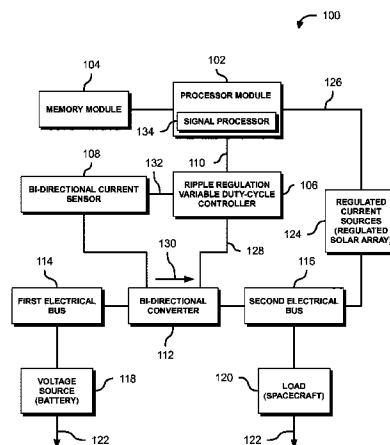 100
104
102
126
MEMORY MODULE
PROCESSOR MODULE
134
SIGNAL PROCESSOR
108
110
132
BI-DIRECTIONAL CURRENT
SENSOR
RIPPLE REGULATION
VARIABLE DUTY-CYCLE
CONTROLLER
106
REGULATED
CURRENT
SOURCES
(REGULATED
SOLAR ARRAY)
124
130
128
114
116
FIRST ELECTRICAL
BUS
BI-DIRECTIONAL
CONVERTER
SECOND ELECTRICAL
BUS
112
VOLTAGE
SOURCE
(BATTERY)
118
LOAD
(SPACECRAFT)
120
122
122